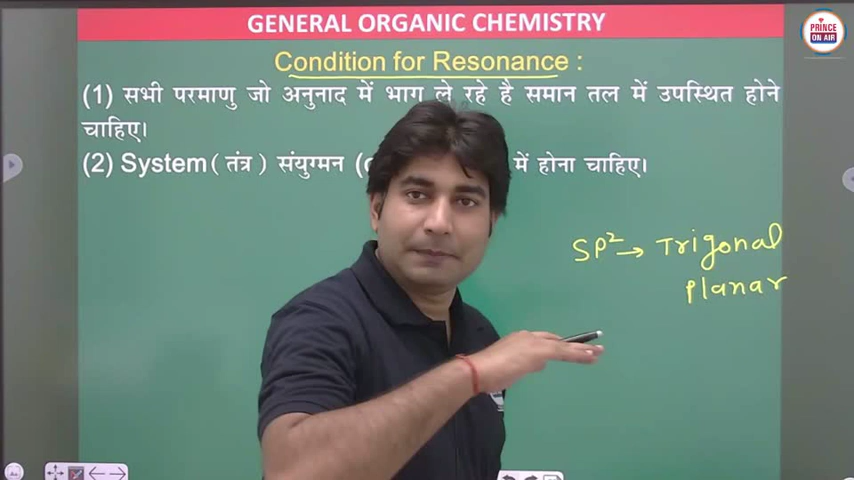 GENERAL ORGANIC CHEMISTRY
PRINCE
ON AIR
Condition for Resonance :
(1) सभी परमाणु जो अनुनाद में भाग ले रहे है समान तल में उपस्थित होने
चाहिए।
(2) System ( तंत्र ) संयुग्मन में होना चाहिए।
SP² → Trigonal
Planar